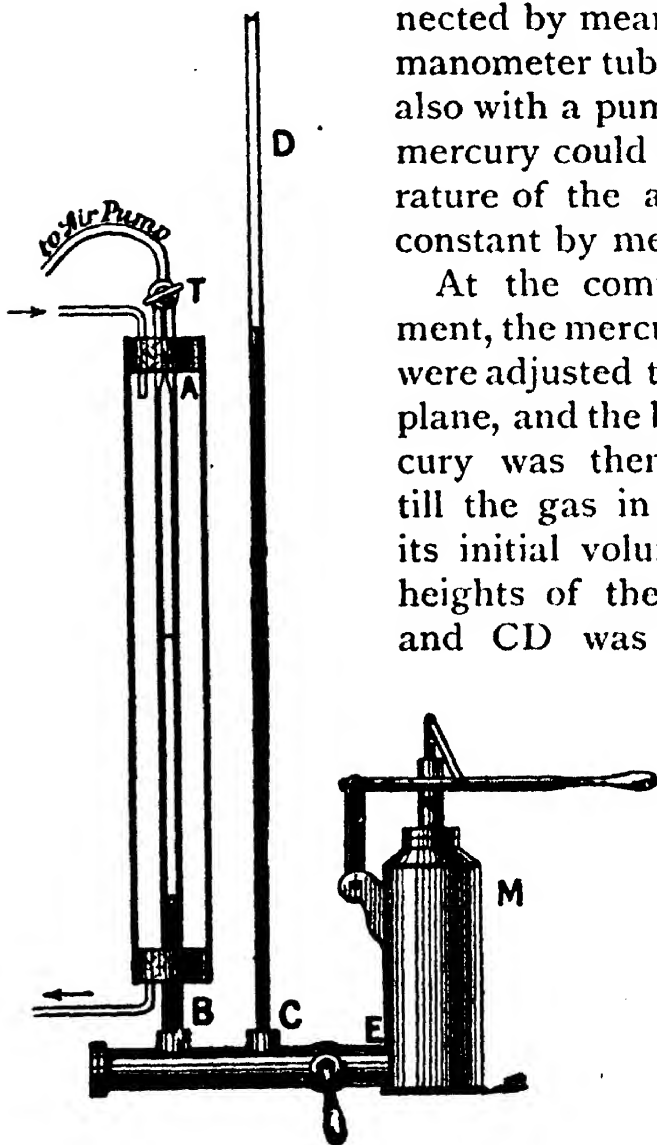 nected by mear
manometer tub
also with a pum
mercury could
rature of the a
constant by me
At the com
ment, the mercu
were adjusted t
plane, and the b
cury was ther
till the gas in
its initial volu
heights of the
and CD was
D
to Air Pump
T
A
M
B
C
E